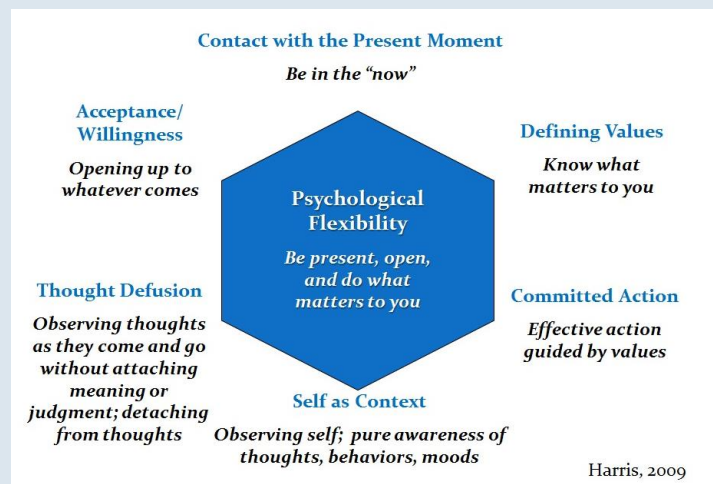 Contact with the Present Moment
Be in the “now”
Acceptance/
Willingness
Opening up to
whatever comes
Defining Values
Know what
matters to you
Psychological
Flexibility
Be present, open,
and do what
matters to you
Thought Defusion
Observing thoughts
as they come and go
without attaching
meaning or
judgment; detaching
from thoughts
Committed Action
Effective action
guided by values
Self as Context
Observing self; pure awareness of
thoughts, behaviors, moods
Harris, 2009